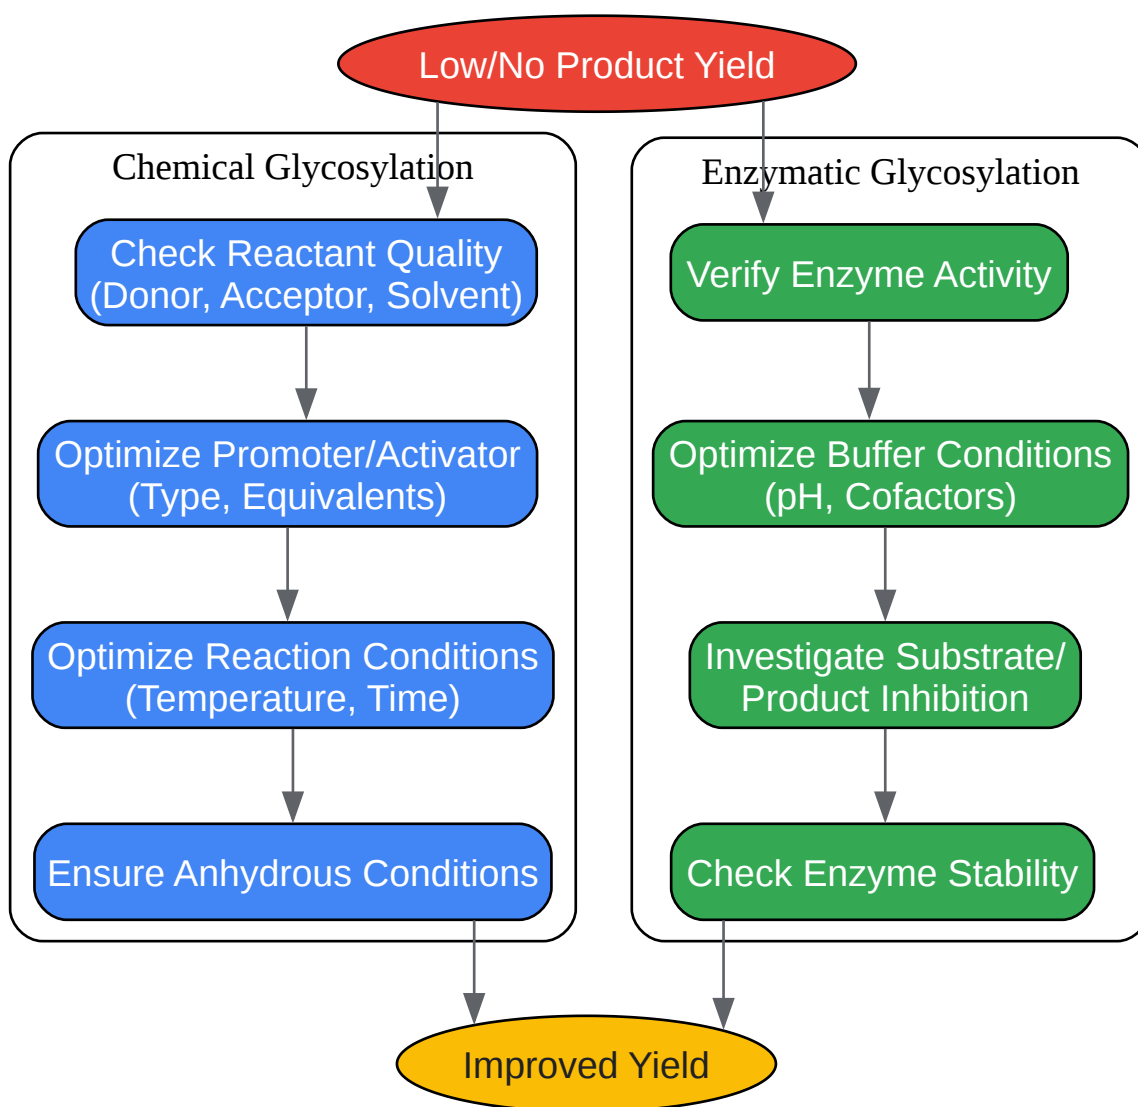 Low/No Product Yield
Chemical Glycosylation
Check Reactant Quality
(Donor, Acceptor, Solvent)
Optimize Promoter/Activator
(Type, Equivalents)
Optimize Reaction Conditions
(Temperature, Time)
Ensure Anhydrous Conditions
Enzymatic Glycosylation
Verify Enzyme Activity
Optimize Buffer Conditions
(pH, Cofactors)
Investigate Substrate/
Product Inhibition
Check Enzyme Stability
Improved Yield